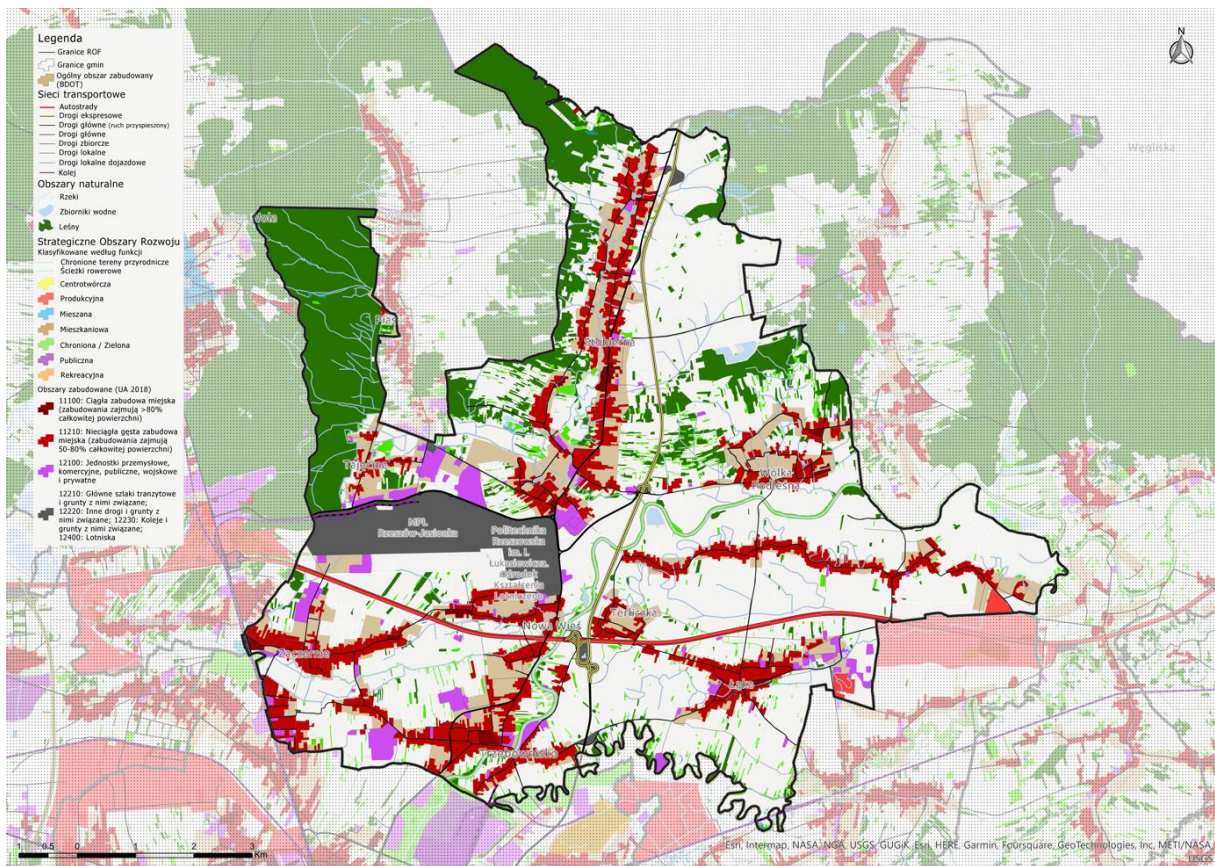 Legenda
Granice ROF
Granice gmin
Ogólny obszar zabudowany
(BDOT)
Sieci transportowe
Autostrady
Drogi ekspresowe
Drogi główne (ruch przyspieszony)
Drogi główne
Drogi zbiorcze
Drogi lokalne
Drogi lokalne dojazdowe
Kolej
Obszary naturalne
Rzeki
Zbiorniki wodne
Leśny
Strategiczne Obszary Rozwoju
Klasyfikowane według funkcji
Chronione tereny przyrodnicze
Ścieżki rowerowe
Centrotwórcza
Produkcyjna
Mieszana
Mieszkaniowa
Chroniona / Zielona
Publiczna
Rekreacyjna
Obszary zabudowane (UA 2018)
11100: Ciągła zabudowa miejska
(zabudowania zajmują >80%
całkowitej powierzchni)
11210: Nieciągła gęsta zabudowa
miejska (zabudowania zajmują
50-80% całkowitej powierzchni)
12100: Jednostki przemysłowe,
komercyjne, publiczne, wojskowe
i prywatne
12210: Główne szlaki tranzytowe
i grunty z nimi związane;
12220: Inne drogi i grunty z
nimi związane; 12230: Koleje i
grunty z nimi związane;
12400: Lotniska
N
Węgliska
Stobierna
Tajęcina
Wólka
Podleśna
MPL
Rzeszów-Jasionka
Politechnika
Rzeszowska
im. I.
Łukasiewicza.
Ośrodek
Kształcenia
Lotniczego
Terliczka
Nowa Wieś
Zaczernie
Łąka
Trzebownisko
1 0.5 0 1 2 3
Km
Esri, Intermap, NASA, NGA, USGS, GUGiK, Esri, HERE, Garmin, Foursquare, GeoTechnologies, Inc, METI/NASA,
USGS